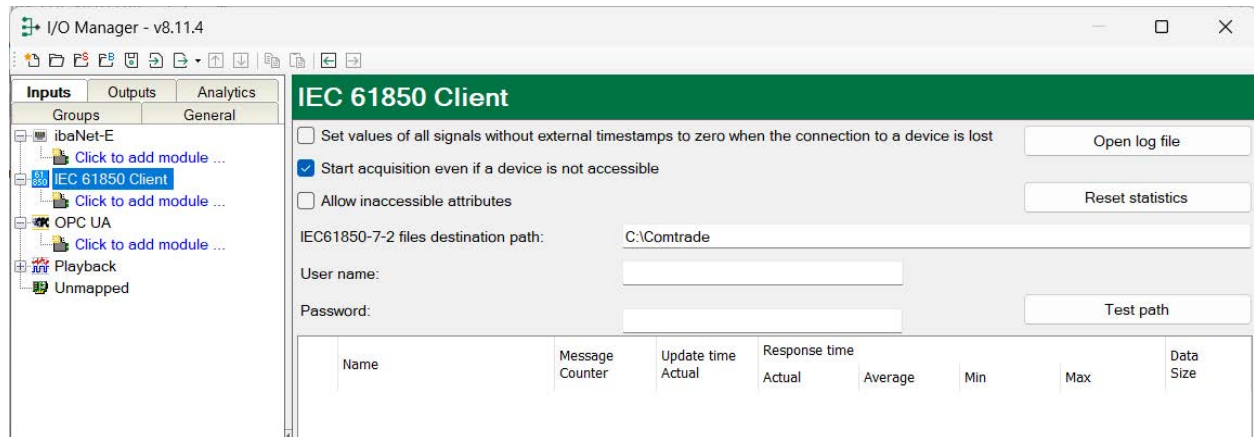 I/O Manager - v8.11.4
Inputs Outputs Analytics
Groups General
ibaNet-E
Click to add module ...
IEC 61850 Client
Click to add module ...
OPC UA
Click to add module ...
Playback
Unmapped
IEC 61850 Client
Set values of all signals without external timestamps to zero when the connection to a device is lost
Open log file
Start acquisition even if a device is not accessible
Allow inaccessible attributes
Reset statistics
IEC61850-7-2 files destination path: C:\Comtrade
User name:
Password:
Test path
Name
Message Counter
Update time Actual
Response time
Actual Average Min Max
Data Size